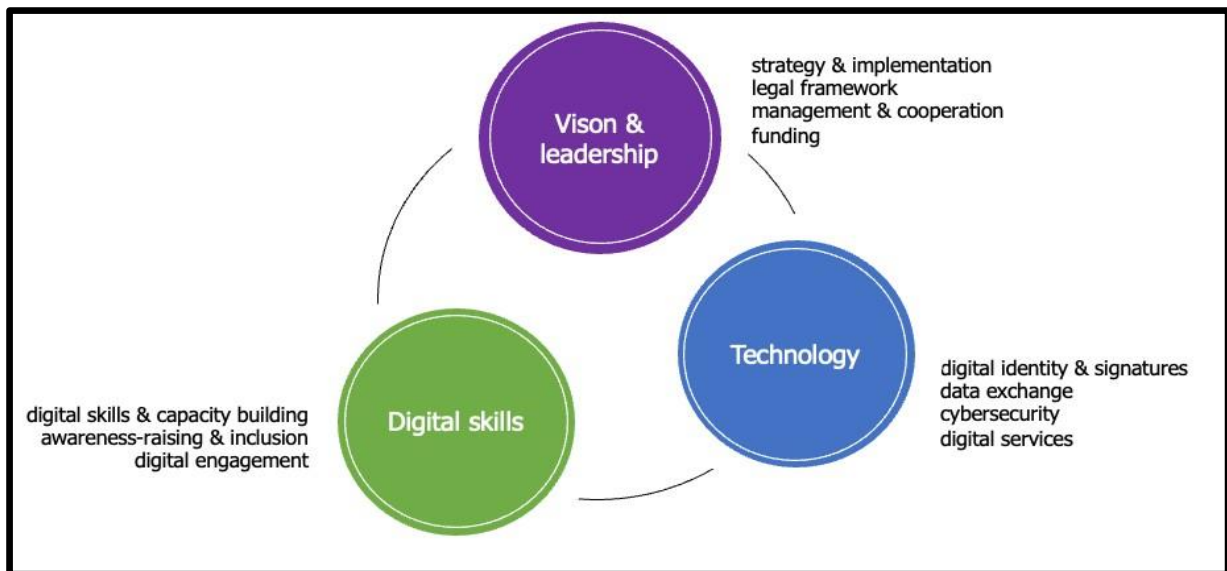 Vison &
leadership
strategy & implementation
legal framework
management & cooperation
funding
Technology
digital identity & signatures
data exchange
cybersecurity
digital services
Digital skills
digital skills & capacity building
awareness-raising & inclusion
digital engagement